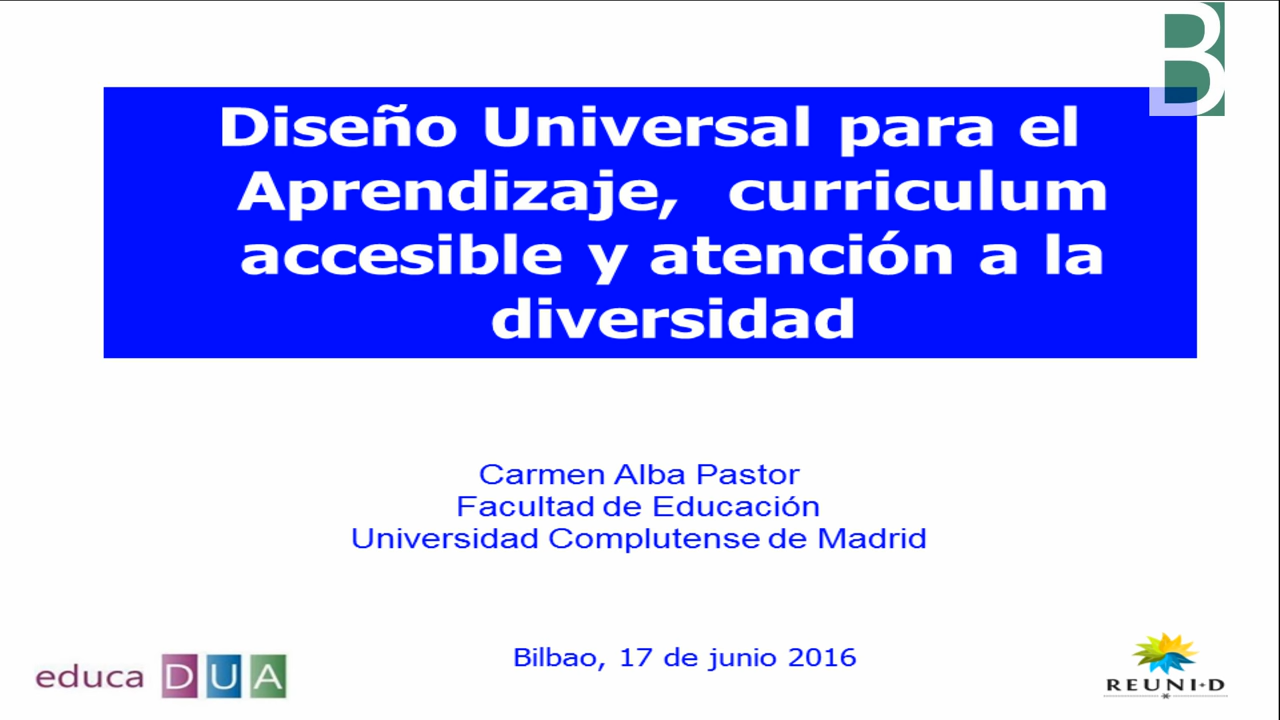 B
Diseño Universal para el
Aprendizaje, curriculum
accesible y atención a la
diversidad
Carmen Alba Pastor
Facultad de Educación
Universidad Complutense de Madrid
Bilbao, 17 de junio 2016
educa DUA
REUNI+D